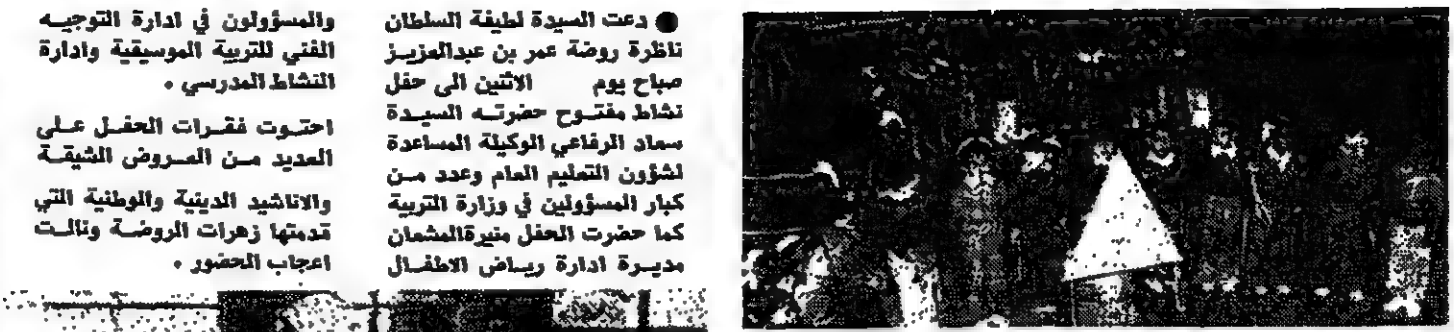 ● دعت السيدة لطيفة السلطان
ناظرة روضة عمر بن عبدالعزيز
صباح يوم الاثنين الى حفل
نشاط مفتوح حضرته السيدة
سعاد الرفاعي الوكيلة المساعدة
لشؤون التعليم العام وعدد من
كبار المسؤولين في وزارة التربية
كما حضرت الحفل منيرة المشعان
مديرة ادارة رياض الاطفال
والمسؤولون في ادارة التوجيه
الفني للتربية الموسيقية وادارة
النشاط المدرسي .
احتوت فقرات الحفل على
العديد من العروض الشيقة
والاناشيد الدينية والوطنية التي
قدمتها زهرات الروضة ونالت
اعجاب الحضور .